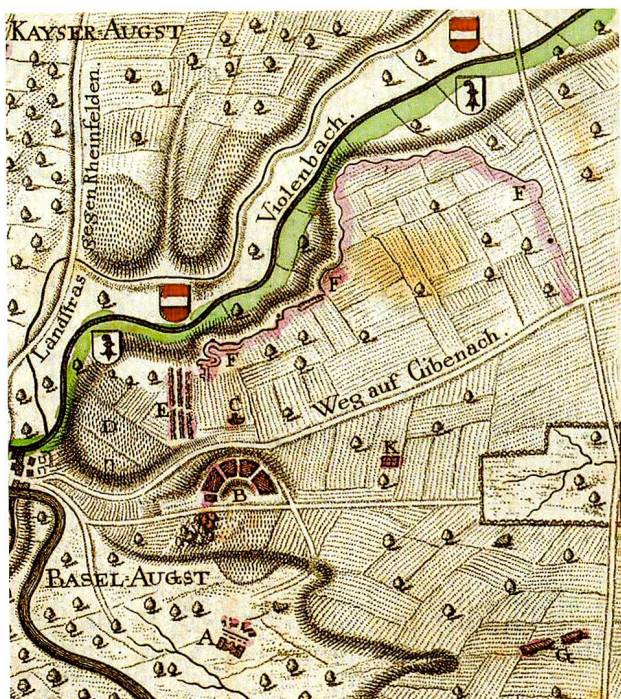 KAYSER-AUGST
gegen Rheinfelden.
Violenbach.
F
Landstras
F
F
Weg auf Gibenach.
E
C
D
K
B
BASEL-AUGST
A
G